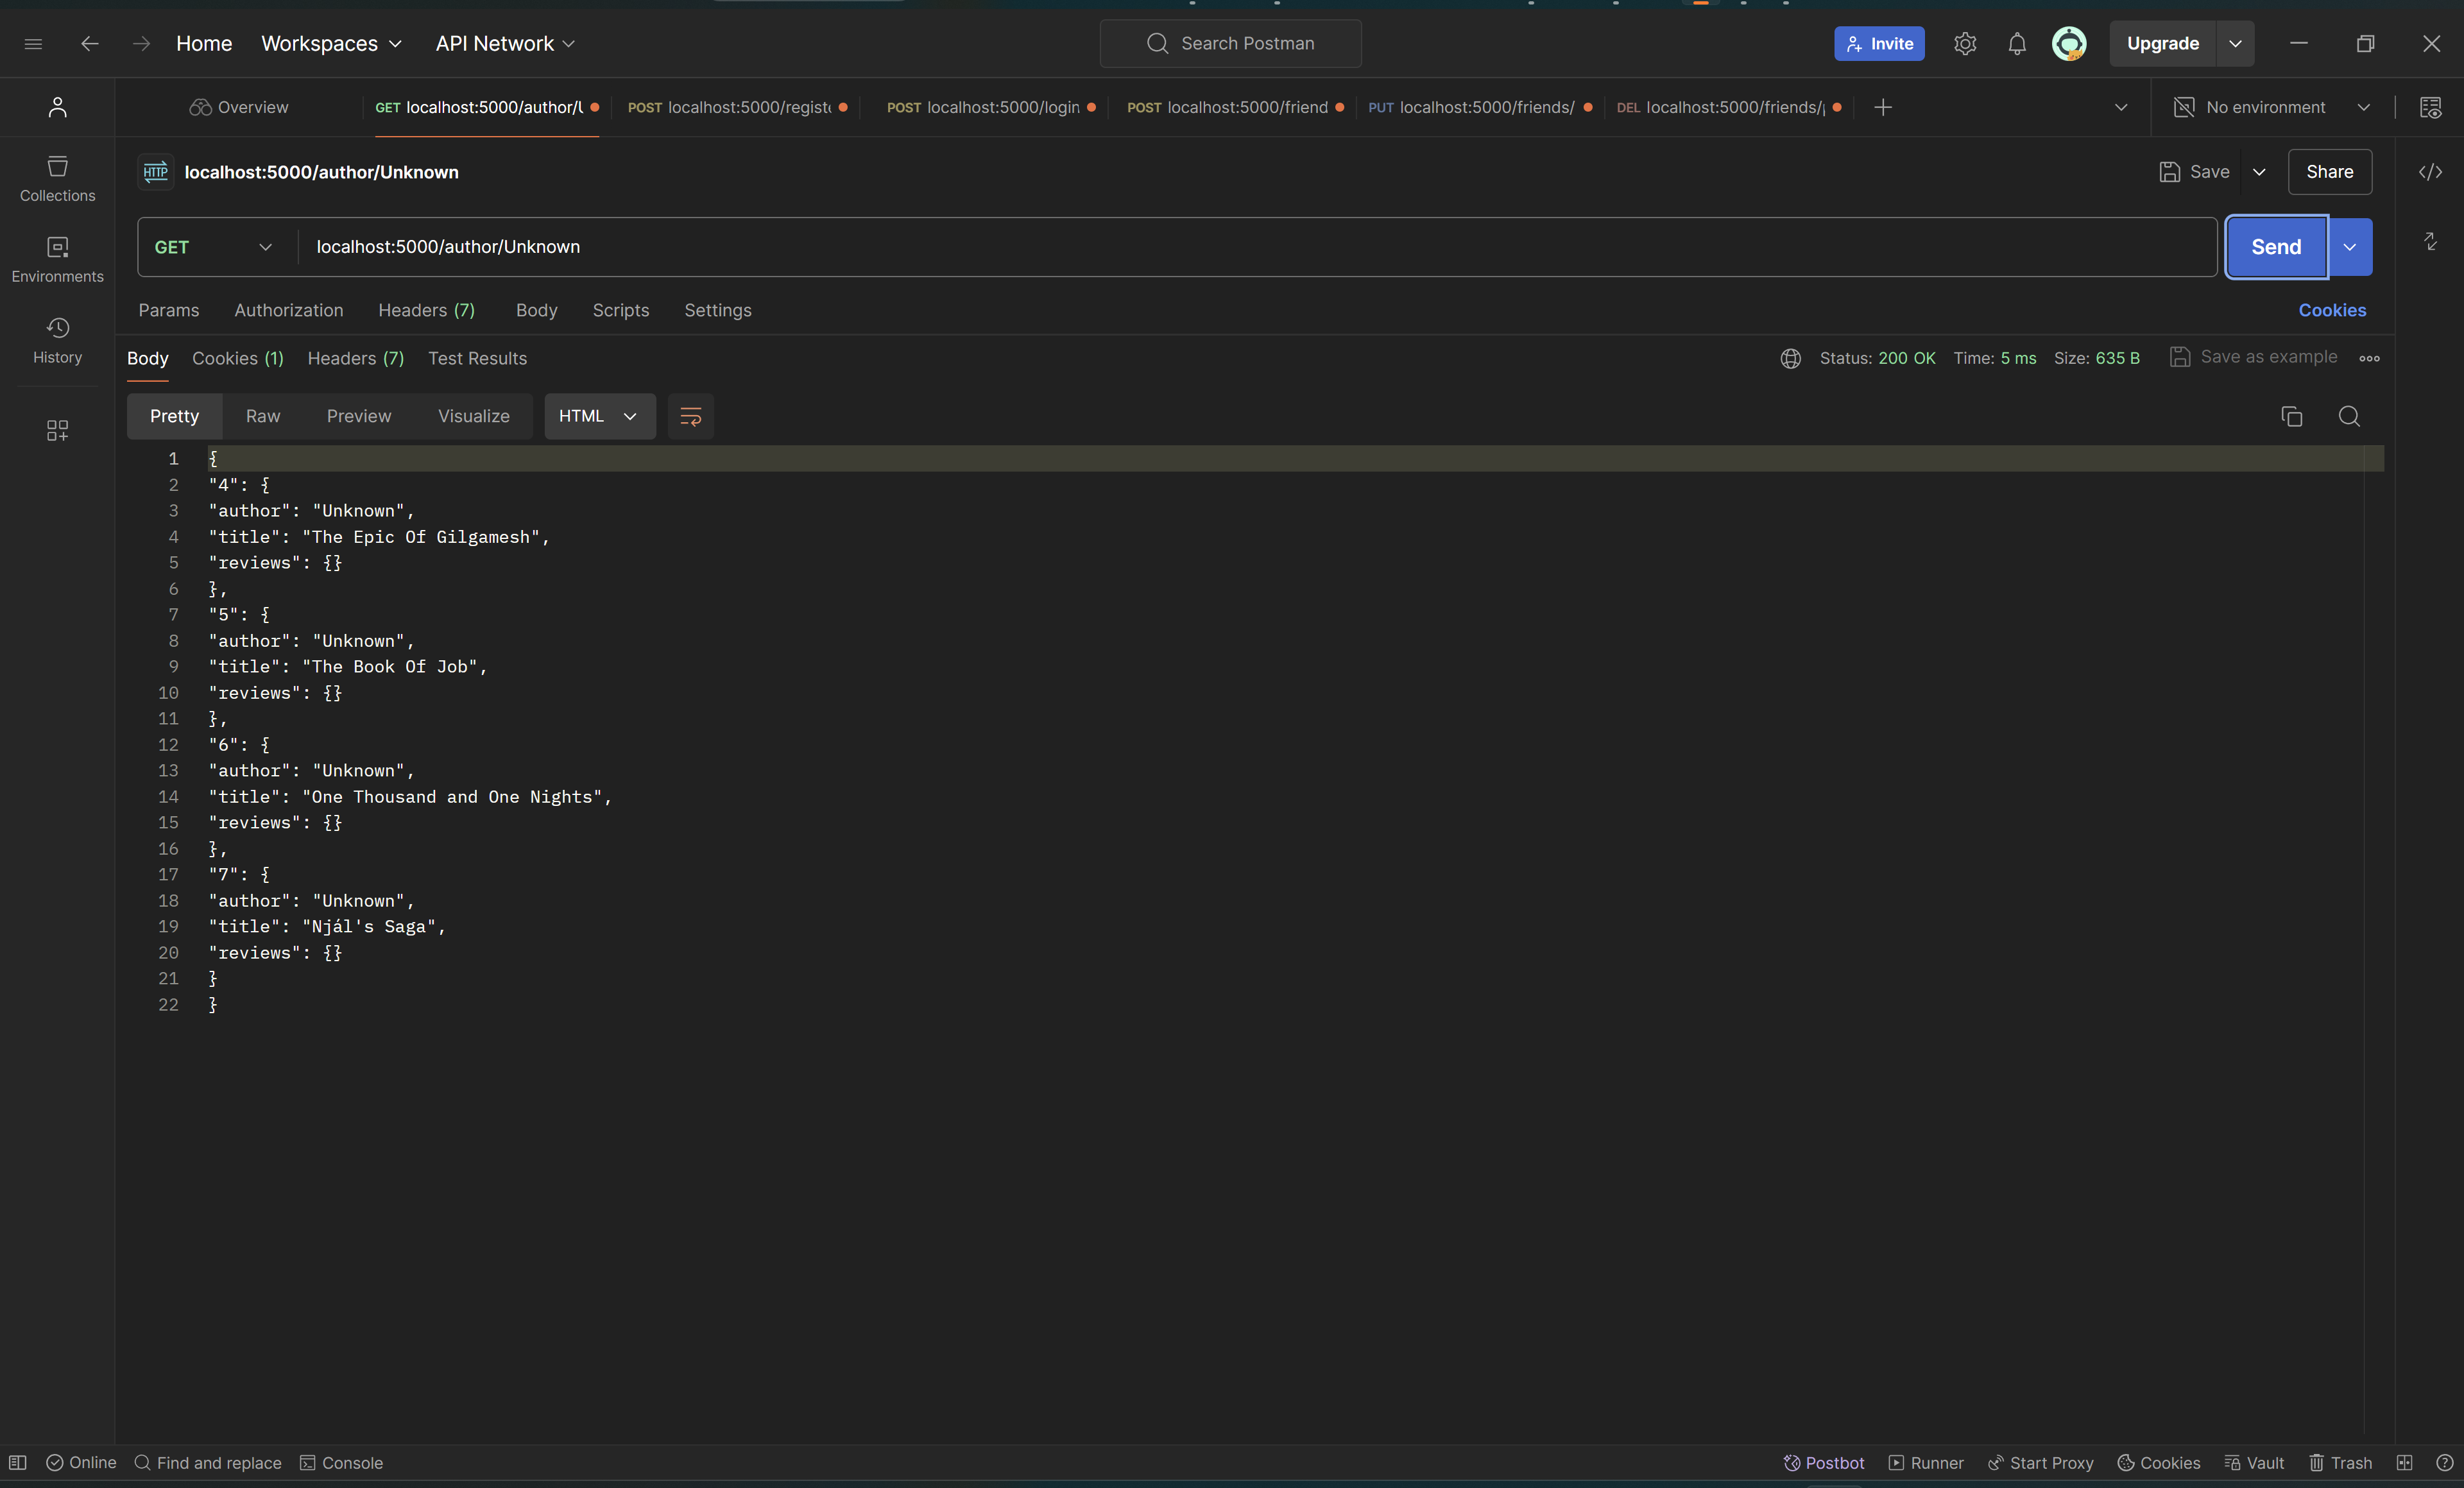 Home Workspaces API Network Search Postman Invite Upgrade
Overview GET localhost:5000/author/U POST localhost:5000/registe POST localhost:5000/login POST localhost:5000/friend PUT localhost:5000/friends/ DEL localhost:5000/friends/ No environment
HTTP localhost:5000/author/Unknown Save Share
Collections
Environments
History
GET localhost:5000/author/Unknown Send
Params Authorization Headers (7) Body Scripts Settings Cookies
Body Cookies (1) Headers (7) Test Results Status: 200 OK Time: 5 ms Size: 635 B Save as example
Pretty Raw Preview Visualize HTML
1 {
2 "4": {
3 "author": "Unknown",
4 "title": "The Epic Of Gilgamesh",
5 "reviews": {}
6 },
7 "5": {
8 "author": "Unknown",
9 "title": "The Book Of Job",
10 "reviews": {}
11 },
12 "6": {
13 "author": "Unknown",
14 "title": "One Thousand and One Nights",
15 "reviews": {}
16 },
17 "7": {
18 "author": "Unknown",
19 "title": "Njál's Saga",
20 "reviews": {}
21 }
22 }
Online Find and replace Console Postbot Runner Start Proxy Cookies Vault Trash